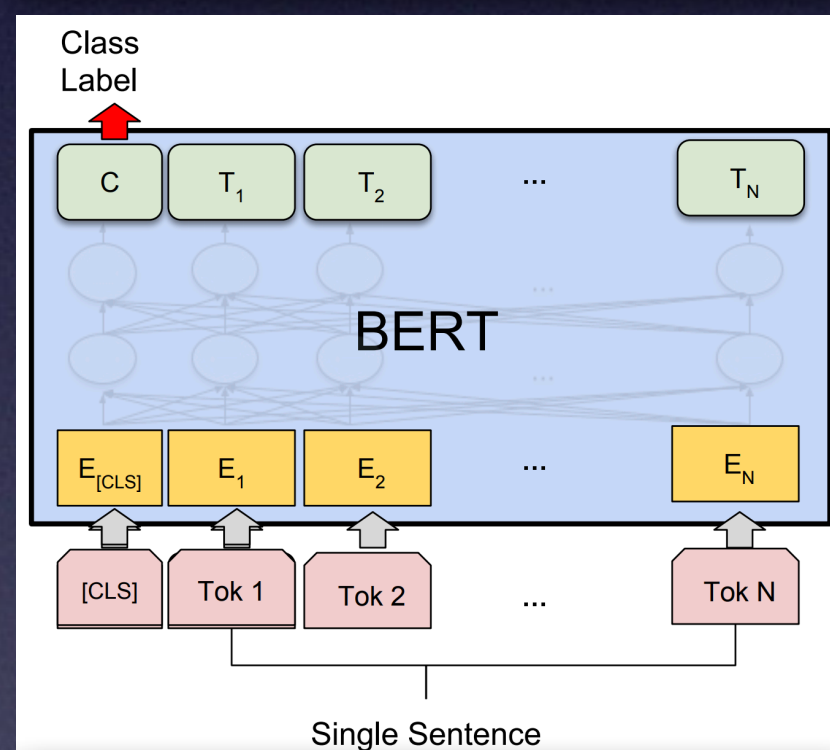 Class
Label
C T1 T2 ... TN
...
BERT
...
E[CLS] E1 E2 ... EN
[CLS] Tok 1 Tok 2 ... Tok N
Single Sentence